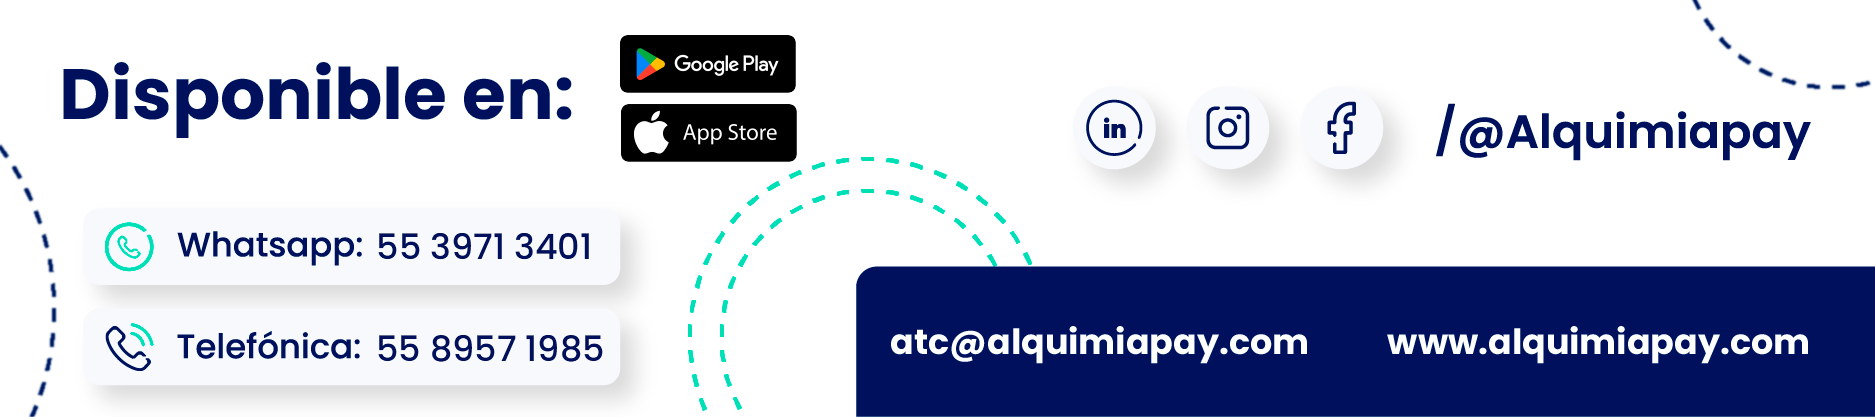 Disponible en:
Google Play
App Store
in
/@Alquimiapay
Whatsapp: 55 3971 3401
Telefónica: 55 8957 1985
atc@alquimiapay.com
www.alquimiapay.com